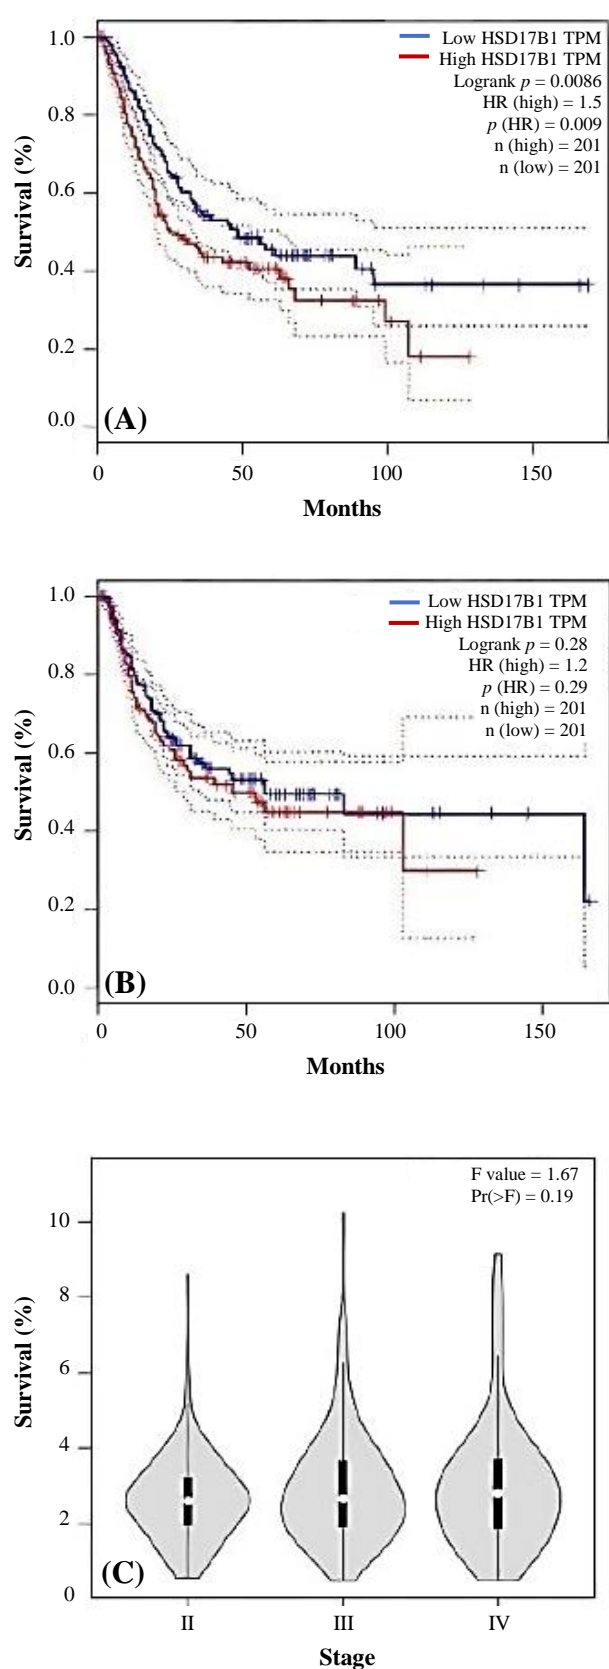 Low HSD17B1 TPM
High HSD17B1 TPM
Logrank p = 0.0086
HR (high) = 1.5
p (HR) = 0.009
n (high) = 201
n (low) = 201
1.0
0.8
0.6
0.4
0.2
0.0
Survival (%)
(A)
0 50 100 150
Months
Low HSD17B1 TPM
High HSD17B1 TPM
Logrank p = 0.28
HR (high) = 1.2
p (HR) = 0.29
n (high) = 201
n (low) = 201
1.0
0.8
0.6
0.4
0.2
0.0
Survival (%)
(B)
0 50 100 150
Months
F value = 1.67
Pr(>F) = 0.19
10
8
6
4
2
0
Survival (%)
(C)
II III IV
Stage